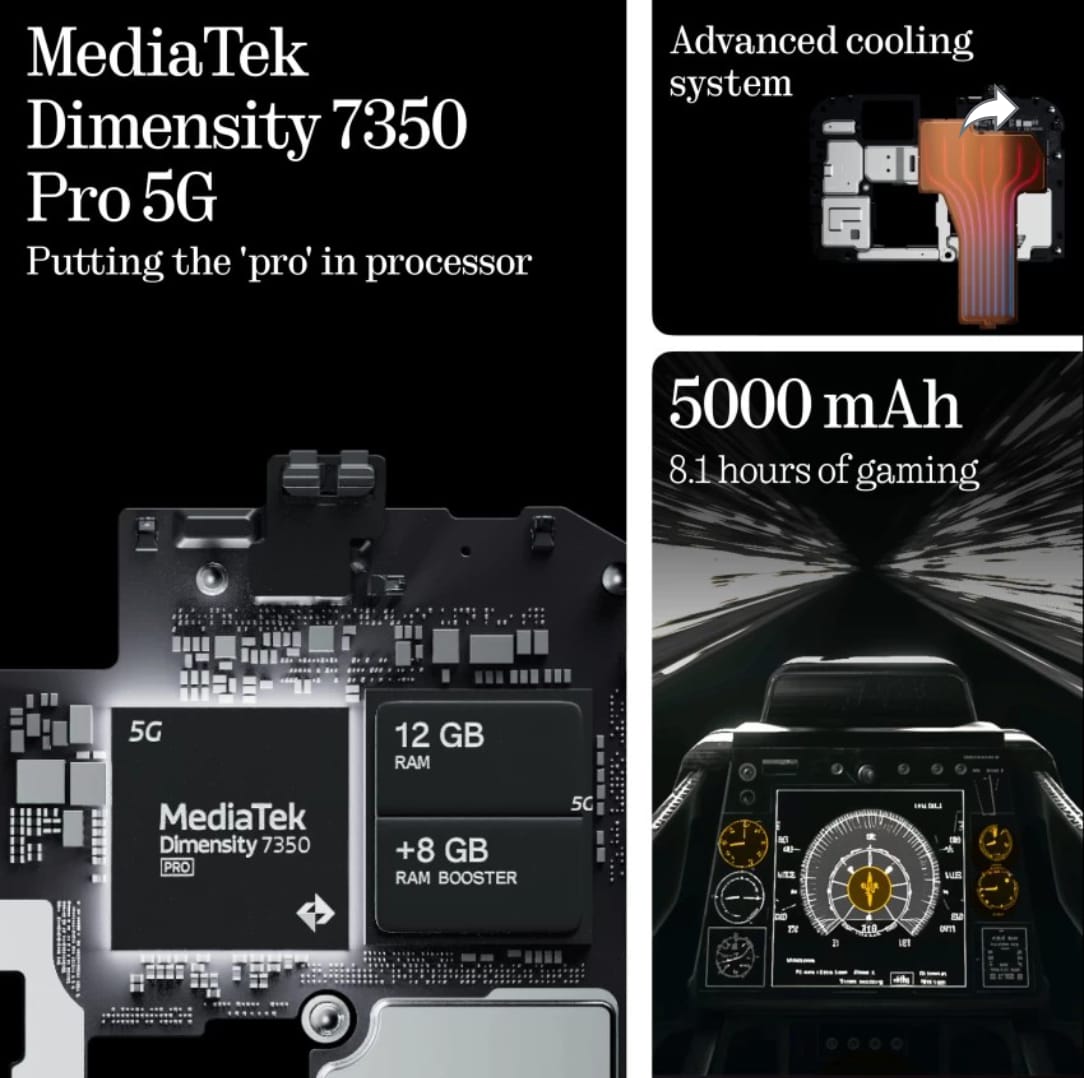 MediaTek
Dimensity 7350
Pro 5G
Putting the 'pro' in processor
5G
MediaTek
Dimensity 7350
PRO
12 GB
RAM
5G
+8 GB
RAM BOOSTER
Advanced cooling
system
5000 mAh
8.1 hours of gaming